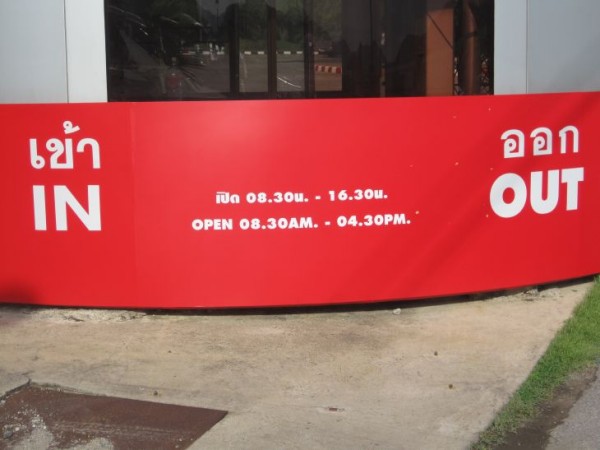 เข้า
IN
เปิด 08.30น. - 16.30น.
OPEN 08.30AM. - 04.30PM.
ออก
OUT